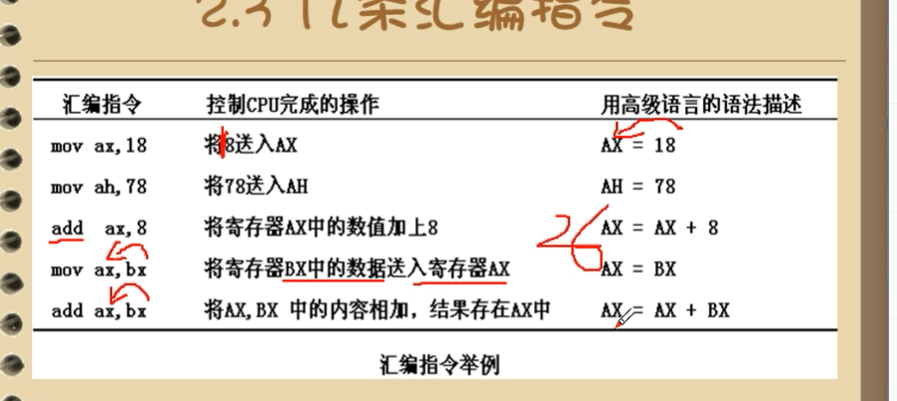 2.3 几条汇编指令
汇编指令 控制CPU完成的操作 用高级语言的语法描述
mov ax,18 将8送入AX AX = 18
mov ah,78 将78送入AH AH = 78
add ax,8 将寄存器AX中的数值加上8 AX = AX + 8
26
mov ax,bx 将寄存器BX中的数据送入寄存器AX AX = BX
add ax,bx 将AX,BX 中的内容相加，结果存在AX中 AX = AX + BX
汇编指令举例